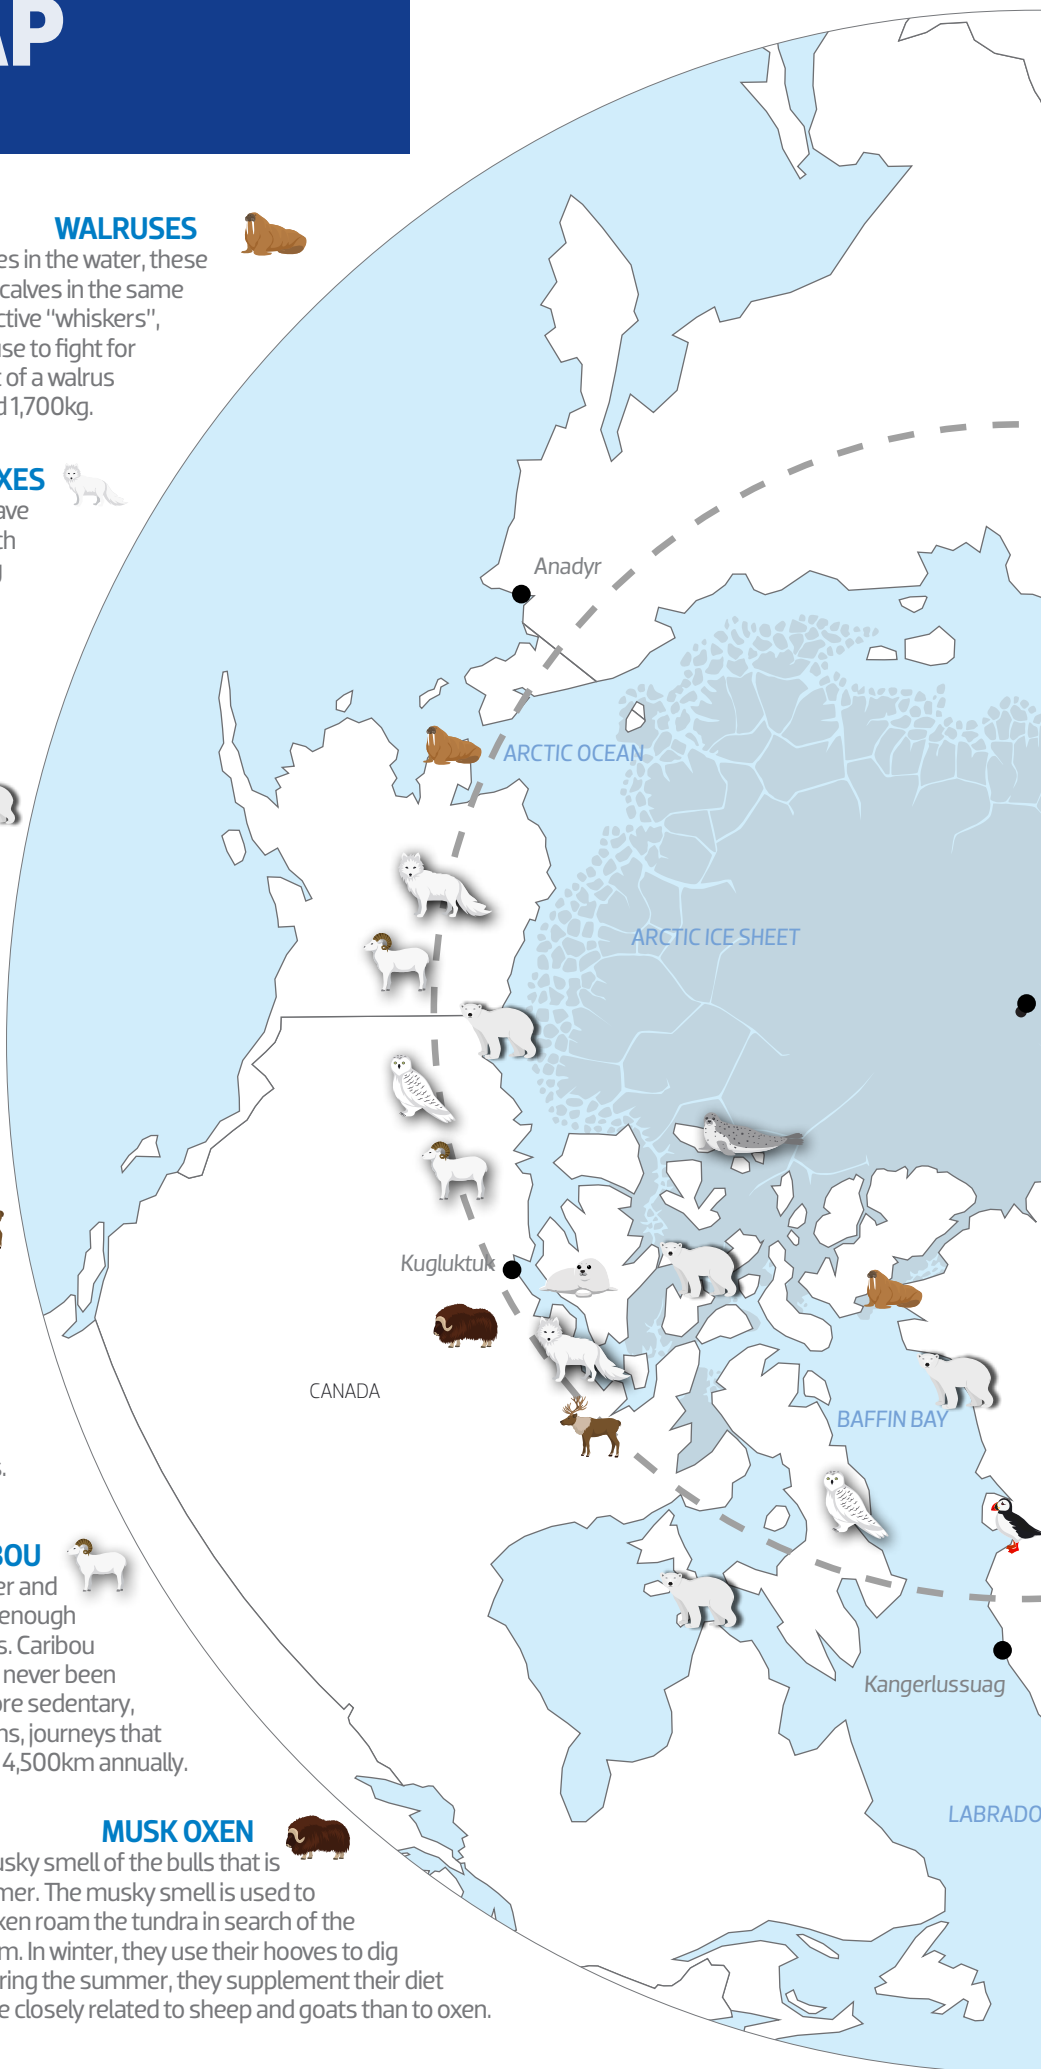 AP
WALRUSES
es in the water, these
calves in the same
ctive “whiskers”,
use to fight for
t of a walrus
d 1,700kg.
XES
ave
th
g
s.
BOU
er and
enough
s. Caribou
never been
ore sedentary,
ns, journeys that
4,500km annually.
MUSK OXEN
usky smell of the bulls that is
mer. The musky smell is used to
xen roam the tundra in search of the
m. In winter, they use their hooves to dig
ring the summer, they supplement their diet
e closely related to sheep and goats than to oxen.
Anadyr
ARCTIC OCEAN
ARCTIC ICE SHEET
Kugluktuk
CANADA
BAFFIN BAY
Kangerlussuag
LABRADO